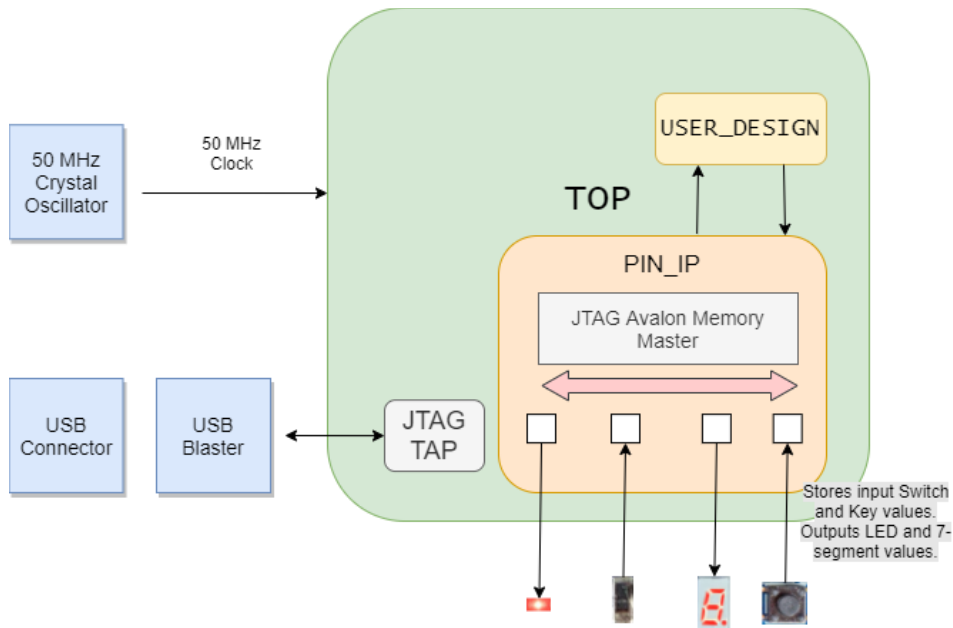 50 MHz
Crystal
Oscillator
50 MHz
Clock
USER_DESIGN
TOP
PIN_IP
JTAG Avalon Memory
Master
USB
Connector
USB
Blaster
JTAG
TAP
Stores input Switch
and Key values.
Outputs LED and 7-
segment values.